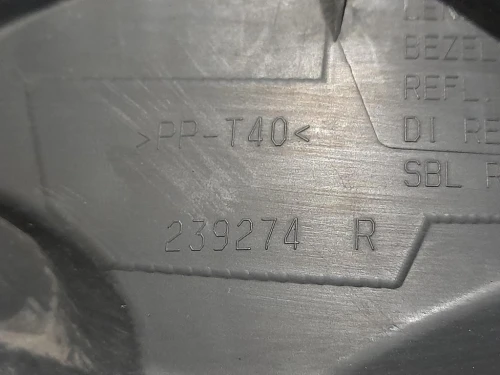 BEZEL
REFL.
>PP-T40<
DI RE
SBL
239274 R